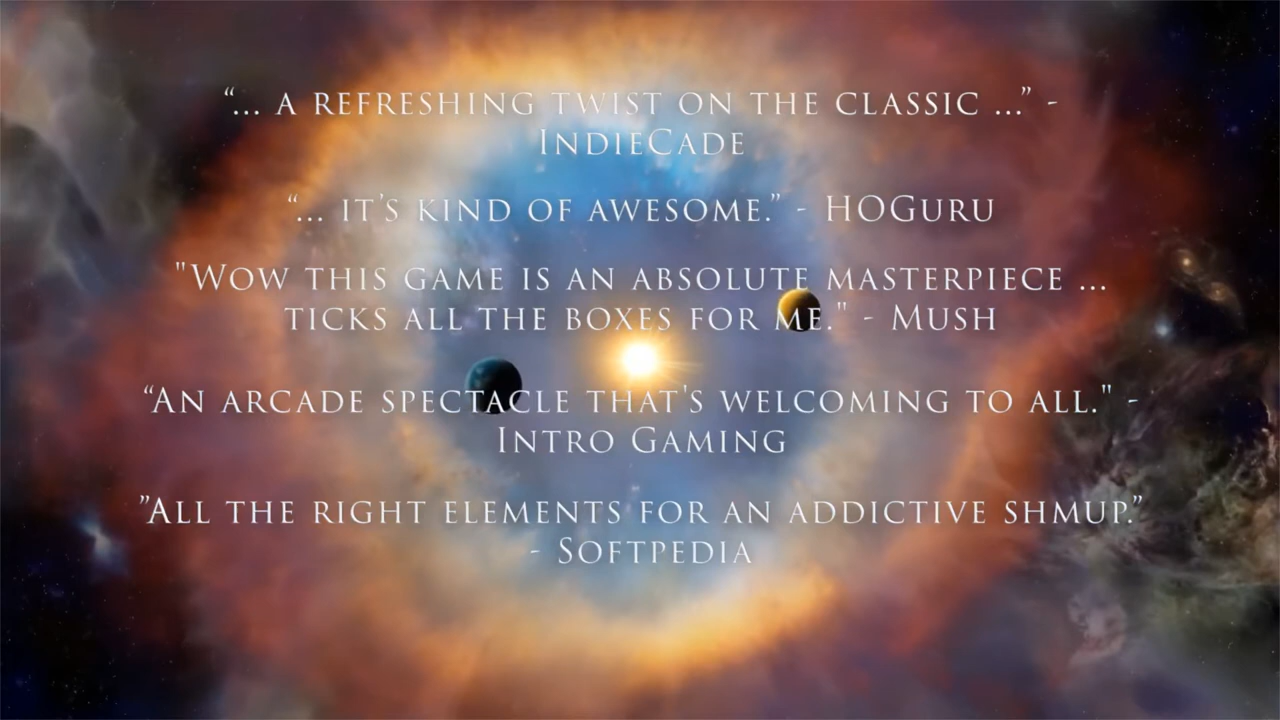 “... A REFRESHING TWIST ON THE CLASSIC ...” -
INDIECADE
“... IT’S KIND OF AWESOME.” - HOGURU
"WOW THIS GAME IS AN ABSOLUTE MASTERPIECE ...
TICKS ALL THE BOXES FOR ME." - MUSH
“AN ARCADE SPECTACLE THAT'S WELCOMING TO ALL." -
INTRO GAMING
”ALL THE RIGHT ELEMENTS FOR AN ADDICTIVE SHMUP.”
- SOFTPEDIA